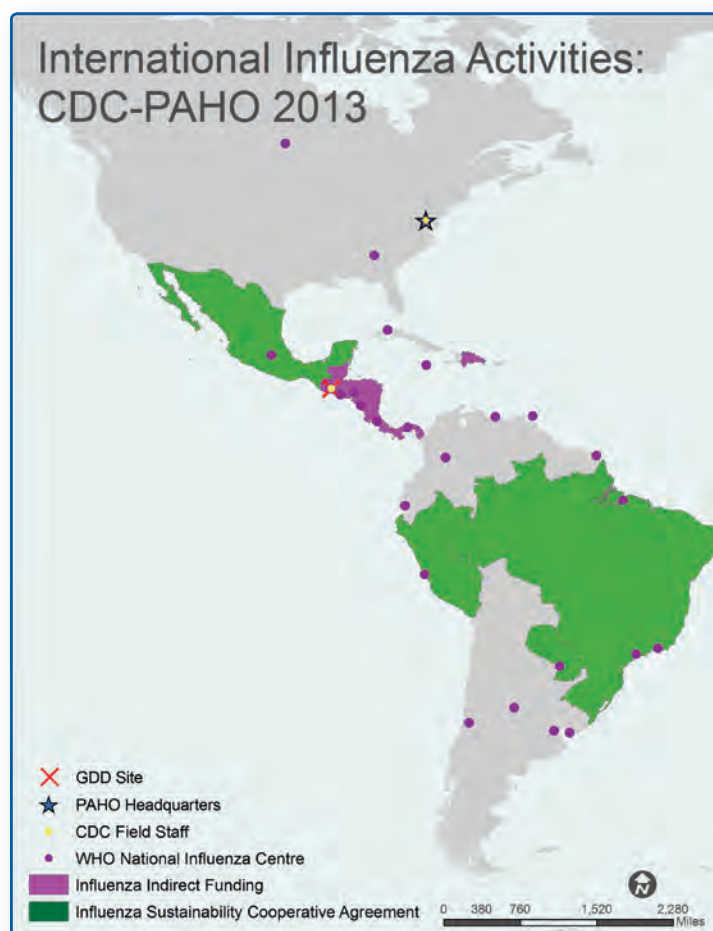 International Influenza Activities:
CDC-PAHO 2013
GDD Site
PAHO Headquarters
CDC Field Staff
WHO National Influenza Centre
Influenza Indirect Funding
Influenza Sustainability Cooperative Agreement
N
0 380 760 1,520 2,280
Miles